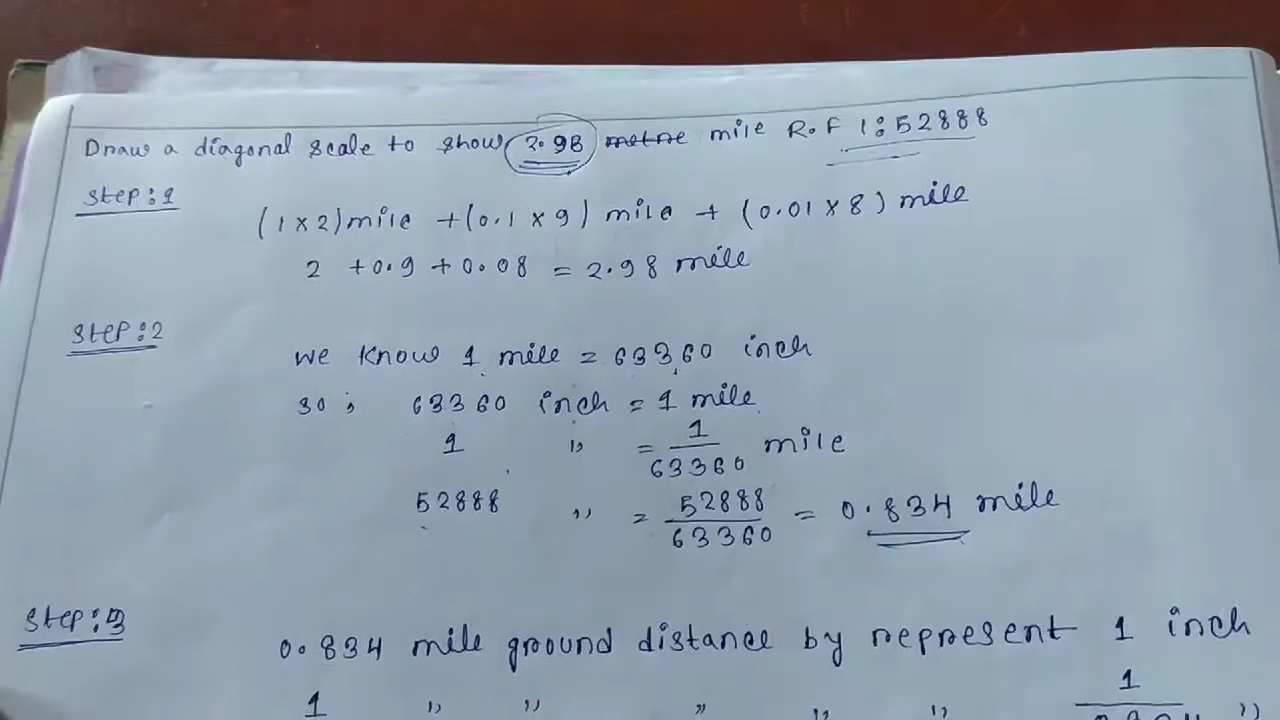 Draw a diagonal scale to show 2.98 metre mile R.F 1:52888
Step:1
(1×2) mile + (0.1 × 9) mile + (0.01 × 8) mile
2 + 0.9 + 0.08 = 2.98 mile
Step:2
we know 1 mile = 63360 inch
so; 63360 inch = 1 mile
1 ,, = 1/63360 mile
52888 ,, = 52888/63360 = 0.834 mile
Step:3
0.834 mile ground distance by represent 1 inch
1 ,, ,, ,, ,, ,, 1 ,,